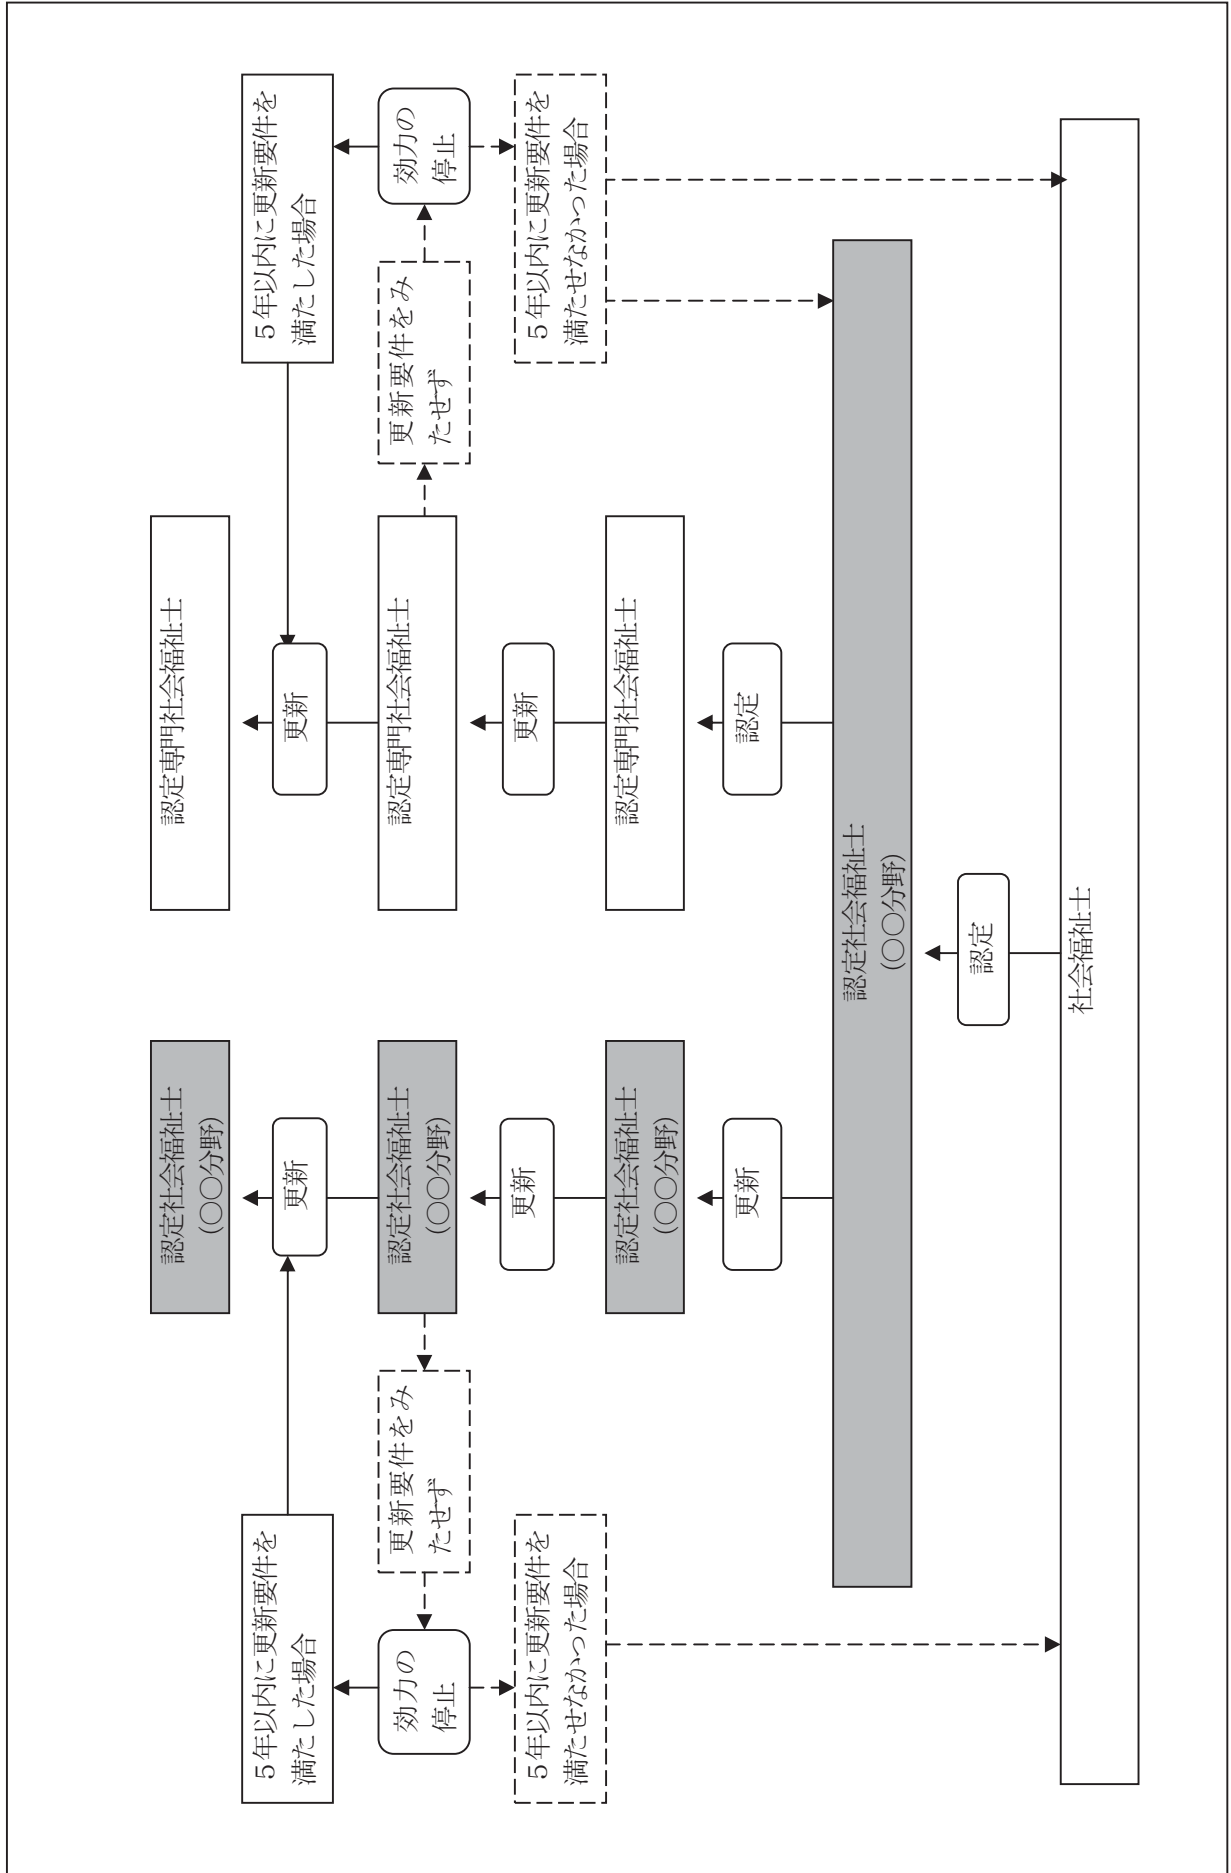 認定社会福祉士
(〇〇分野)
認定専門社会福祉士
５年以内に更新要件を
満たした場合
更新
更新
５年以内に更新要件を
満たした場合
効力の
停止
更新要件をみ
たせず
認定社会福祉士
(〇〇分野)
認定専門社会福祉士
更新要件をみ
たせず
効力の
停止
５年以内に更新要件を
満たせなかった場合
更新
更新
５年以内に更新要件を
満たせなかった場合
認定社会福祉士
(〇〇分野)
認定専門社会福祉士
更新
認定
認定社会福祉士
(〇〇分野)
認定
社会福祉士